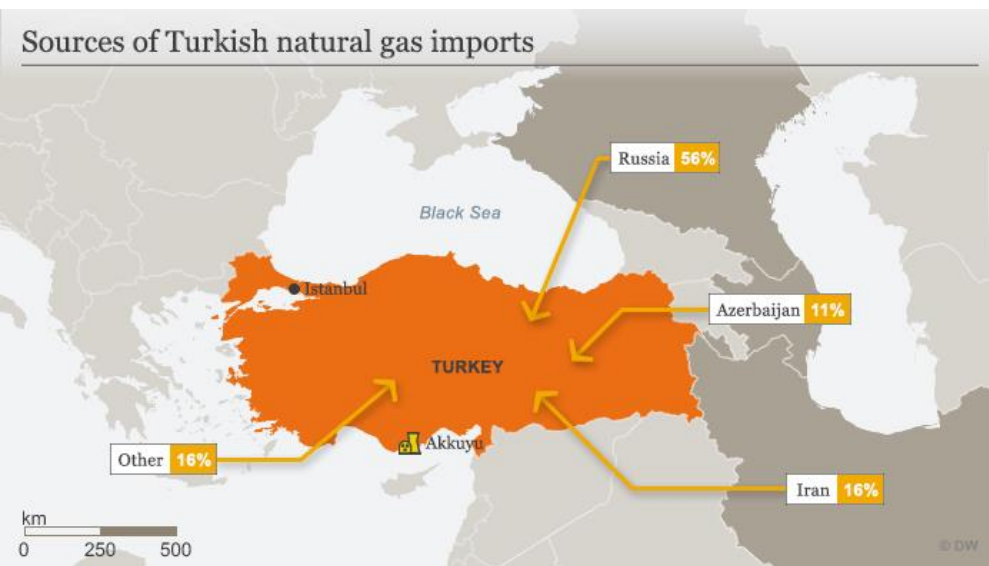 Sources of Turkish natural gas imports
Russia 56%
Black Sea
Istanbul
Azerbaijan 11%
TURKEY
Akkuyu
Other 16%
Iran 16%
km
0 250 500
© DW